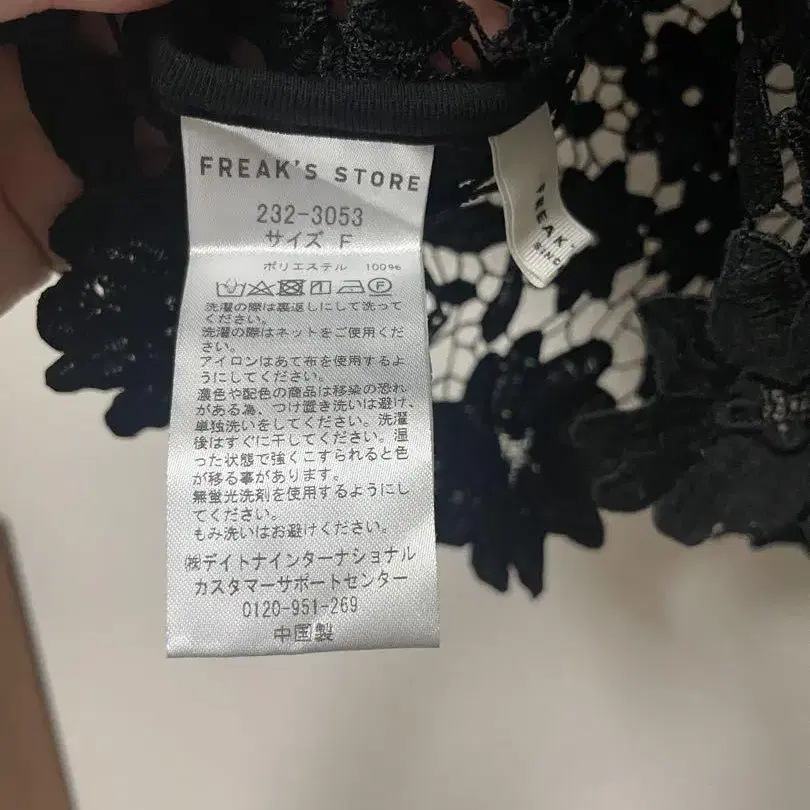 FREAK'S STORE
232-3053
サイズ F
ポリエステル 100%
洗濯の際は裏返しにして洗って
ください。
洗濯の際はネットをご使用くだ
さい。
アイロンはあて布を使用するよ
うにしてください。
濃色や配色の商品は移染の恐れ
がある為、つけ置き洗いは避け、
単独洗いをしてください。洗濯
後はすぐに干してください。湿
った状態で強くこすられると色
が移る事があります。
無蛍光洗剤を使用するようにし
てください。
もみ洗いはお避けください。
㈱デイトナインターナショナル
カスタマーサポートセンター
0120-951-269
中国製
FREAK'
SINC